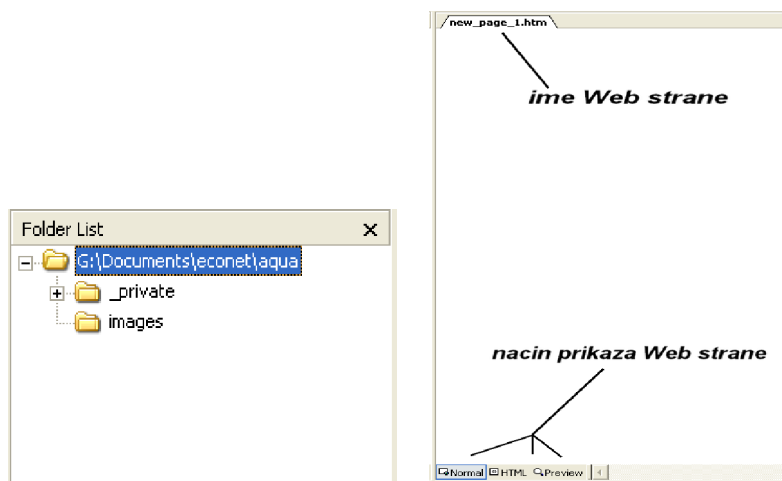 Folder List
G:\Documents\econet\aqua
_private
images
new_page_1.htm
ime Web strane
nacin prikaza Web strane
Normal HTML Preview